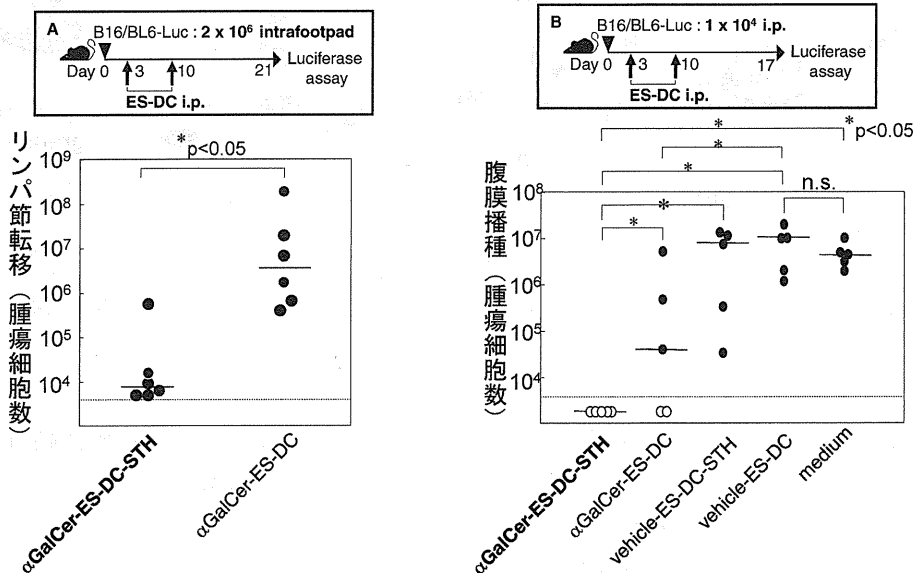 A
B16/BL6-Luc : 2 x 10⁶ intrafootpad
Day 0 3 10 21
Luciferase
assay
ES-DC i.p.
リンパ節転移（腫瘍細胞数）
*
p<0.05
10⁹
10⁸
10⁷
10⁶
10⁵
10⁴
αGalCer-ES-DC-STH
αGalCer-ES-DC
B
B16/BL6-Luc : 1 x 10⁴ i.p.
Day 0 3 10 17
Luciferase
assay
ES-DC i.p.
腹膜播種（腫瘍細胞数）
*
*
p<0.05
*
*
n.s.
*
*
10⁸
10⁷
10⁶
10⁵
10⁴
αGalCer-ES-DC-STH
αGalCer-ES-DC
vehicle-ES-DC-STH
vehicle-ES-DC
medium